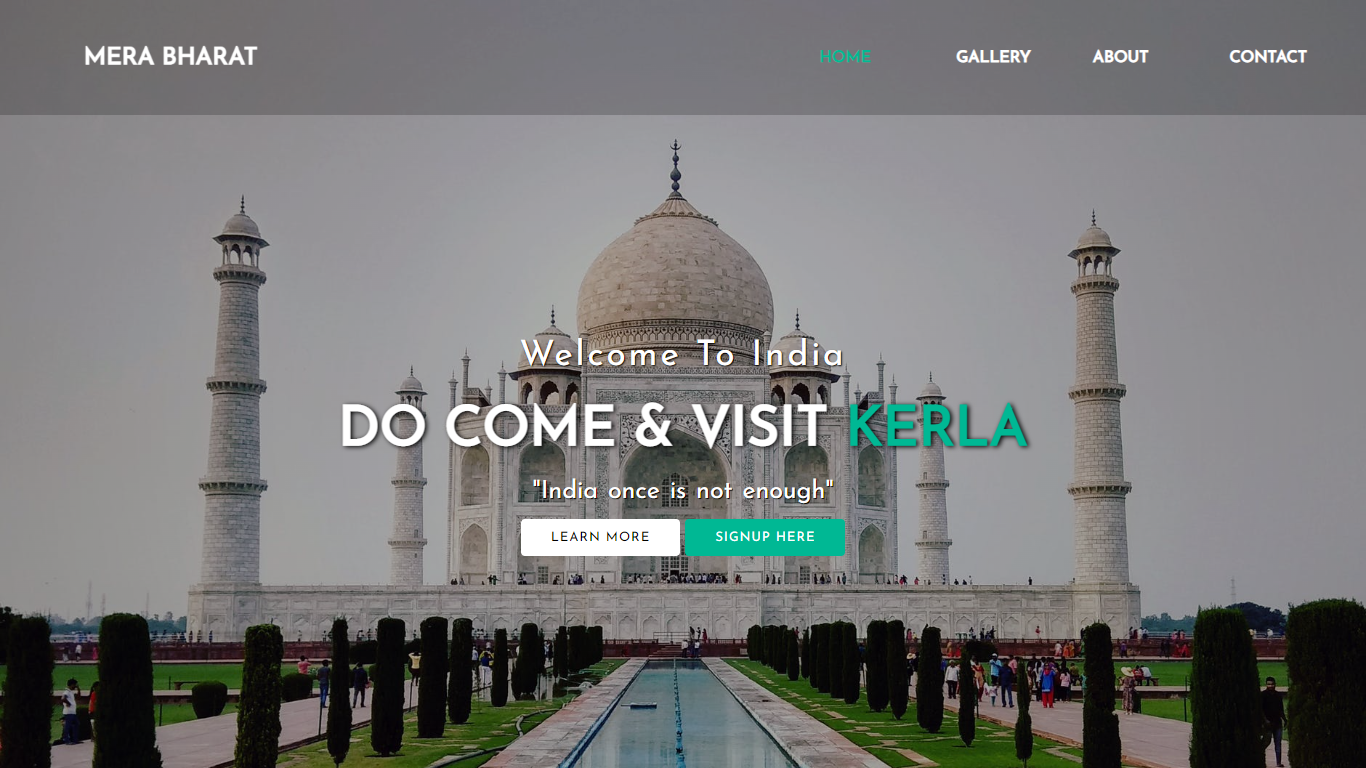 MERA BHARAT
HOME GALLERY ABOUT CONTACT
Welcome To India
DO COME & VISIT KERLA
"India once is not enough"
LEARN MORE SIGNUP HERE